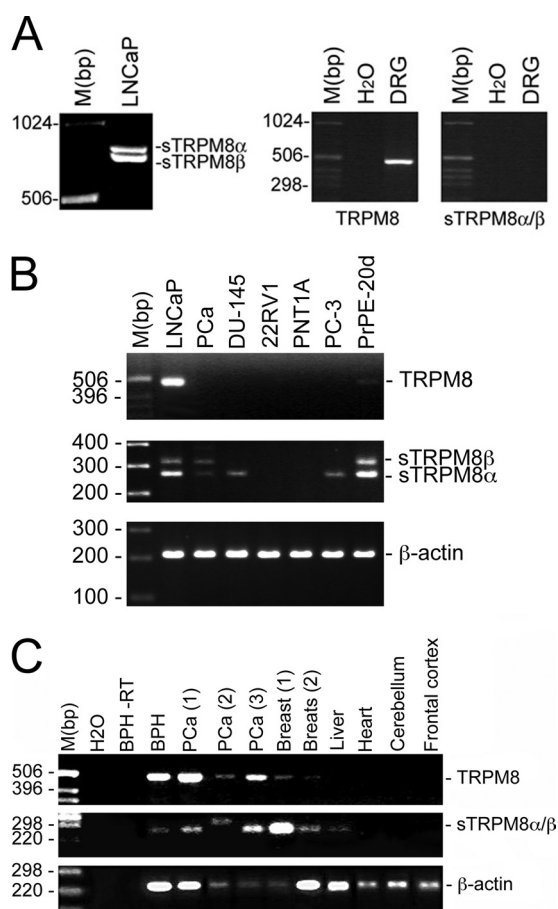 A
M(bp)
LNCaP
1024-
506-
-sTRPM8α
-sTRPM8β
M(bp)
H2O
DRG
1024-
506-
298-
TRPM8
M(bp)
H2O
DRG
1024-
506-
298-
sTRPM8α/β
B
M(bp)
LNCaP
PCa
DU-145
22RV1
PNT1A
PC-3
PrPE-20d
506 -
396 -
- TRPM8
400 -
300 -
200 -
- sTRPM8β
- sTRPM8α
300 -
200 -
100 -
- β-actin
C
M(bp)
H2O
BPH -RT
BPH
PCa (1)
PCa (2)
PCa (3)
Breast (1)
Breats (2)
Liver
Heart
Cerebellum
Frontal cortex
506 -
396 -
- TRPM8
298 -
220 -
- sTRPM8α/β
298 -
220 -
- β-actin